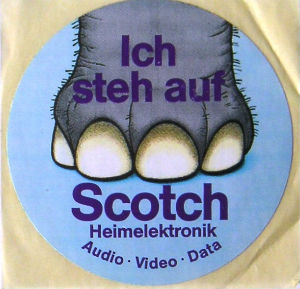 Ich
steh auf
Scotch
Heimelektronik
Audio · Video · Data